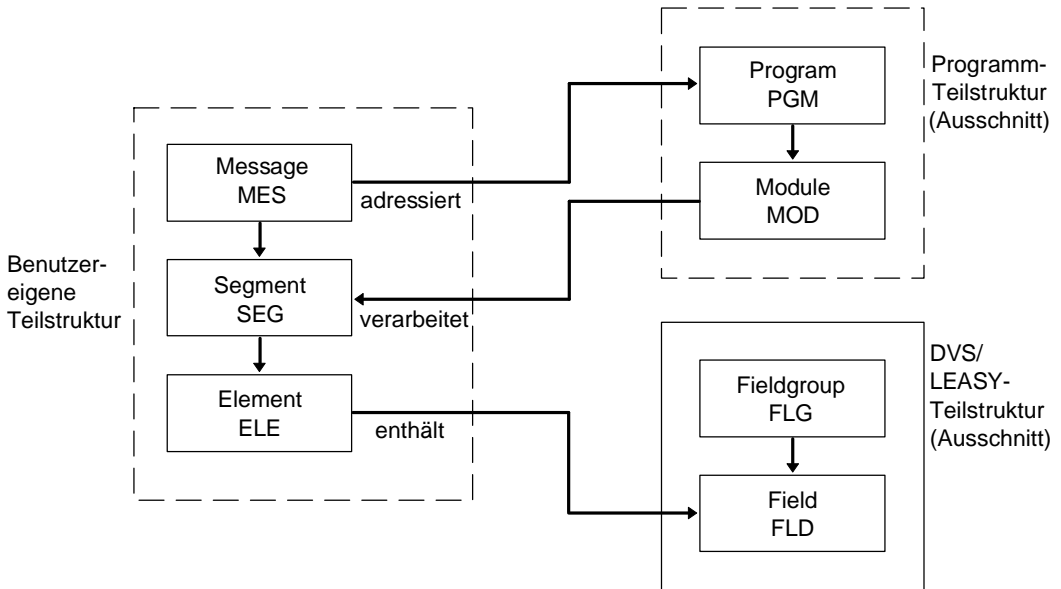 Benutzer-
eigene
Teilstruktur
Message
MES
Segment
SEG
Element
ELE
adressiert
verarbeitet
enthält
Program
PGM
Module
MOD
Programm-
Teilstruktur
(Ausschnitt)
Fieldgroup
FLG
Field
FLD
DVS/
LEASY-
Teilstruktur
(Ausschnitt)